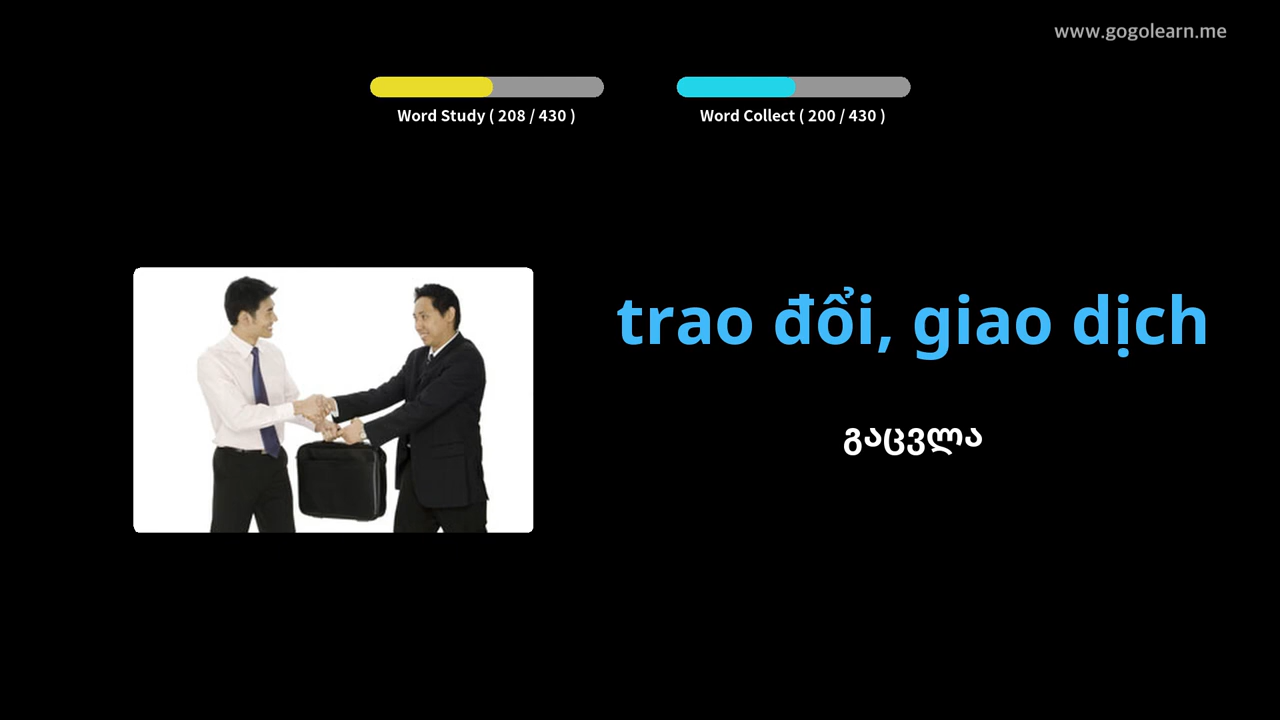 www.gogolearn.me
Word Study ( 208 / 430 )
Word Collect ( 200 / 430 )
trao đổi, giao dịch
გაცვლა